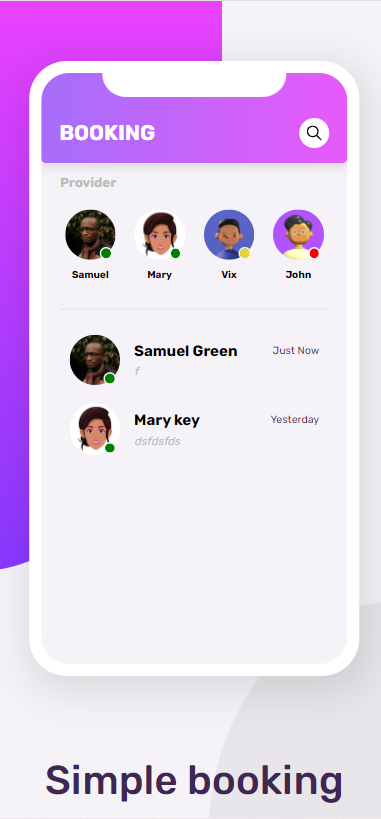 BOOKING
Provider
Samuel Mary Vix John
Samuel Green Just Now
f
Mary key Yesterday
dsfdsfds
Simple booking